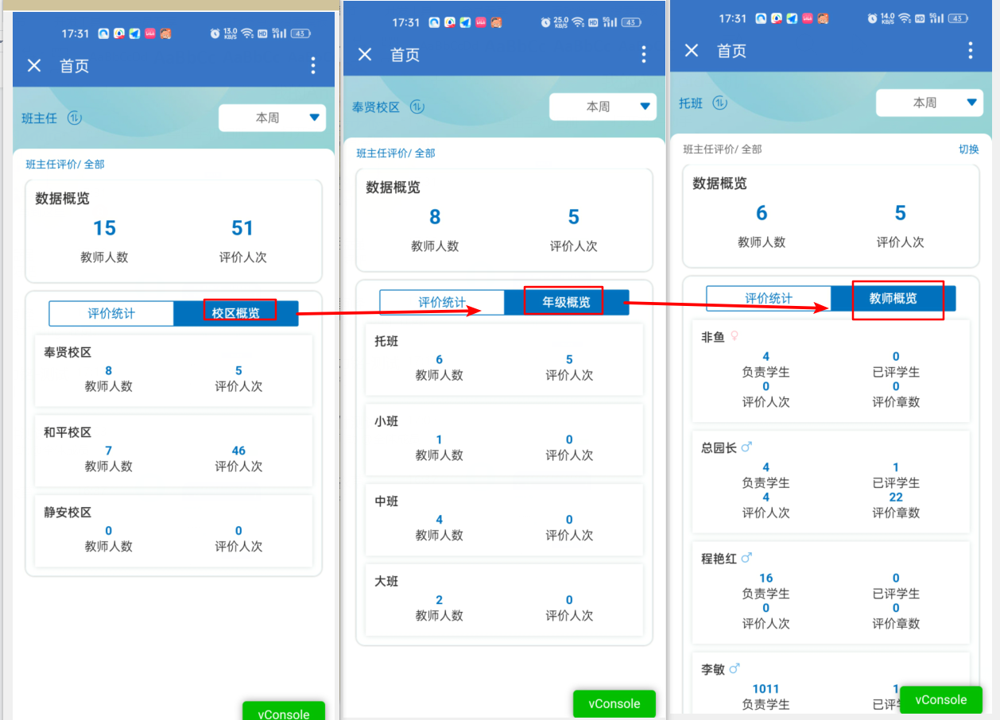 17:31
13.0 KB/S HD 5G 43
首页
班主任
本周
班主任评价/ 全部
数据概览
15 51
教师人数 评价人次
评价统计 校区概览
奉贤校区
8 5
教师人数 评价人次
和平校区
7 46
教师人数 评价人次
静安校区
0 0
教师人数 评价人次
vConsole
17:31
25.0 KB/S HD 5G 43
首页
奉贤校区
本周
班主任评价/ 全部
数据概览
8 5
教师人数 评价人次
评价统计 年级概览
托班
6 5
教师人数 评价人次
小班
1 0
教师人数 评价人次
中班
4 0
教师人数 评价人次
大班
2 0
教师人数 评价人次
vConsole
17:31
14.0 KB/S HD 5G 43
首页
托班
本周
班主任评价/ 全部 切换
数据概览
6 5
教师人数 评价人次
评价统计 教师概览
非鱼
4 0
负责学生 已评学生
0 0
评价人次 评价章数
总园长
4 1
负责学生 已评学生
4 22
评价人次 评价章数
程艳红
16 0
负责学生 已评学生
0 0
评价人次 评价章数
李敏
1011 1
负责学生 已评
vConsole